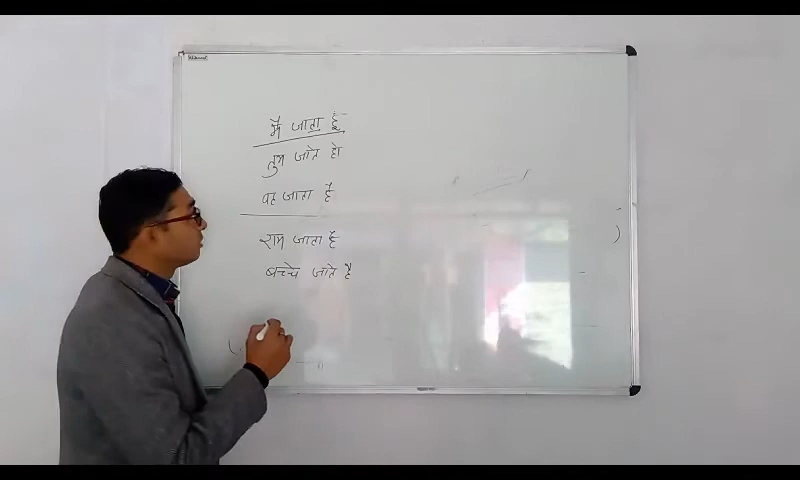 मै जाता हूँ
तुम जाते हो
वह जाता है
राम जाता है
बच्चे जाते है